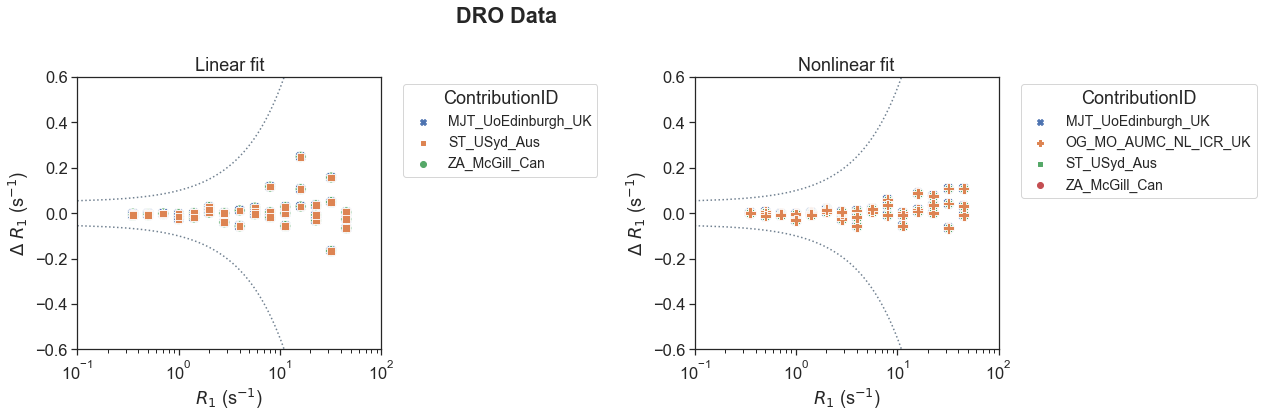 DRO Data
Linear fit
0.6
0.4
0.2
0.0
−0.2
−0.4
−0.6
Δ R₁ (s⁻¹)
10⁻¹ 10⁰ 10¹ 10²
R₁ (s⁻¹)
ContributionID
MJT_UoEdinburgh_UK
ST_USyd_Aus
ZA_McGill_Can
Nonlinear fit
0.6
0.4
0.2
0.0
−0.2
−0.4
−0.6
Δ R₁ (s⁻¹)
10⁻¹ 10⁰ 10¹ 10²
R₁ (s⁻¹)
ContributionID
MJT_UoEdinburgh_UK
OG_MO_AUMC_NL_ICR_UK
ST_USyd_Aus
ZA_McGill_Can